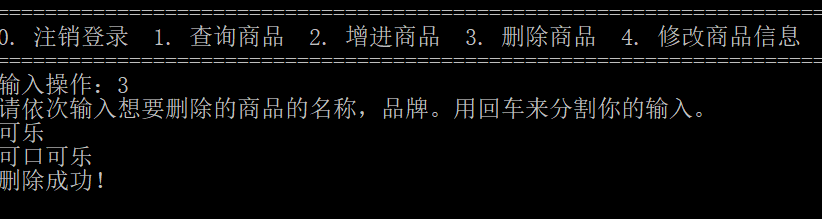 ================================================================
0. 注销登录  1. 查询商品  2. 增进商品  3. 删除商品  4. 修改商品信息
================================================================
输入操作：3
请依次输入想要删除的商品的名称，品牌。用回车来分割你的输入。
可乐
可口可乐
删除成功！